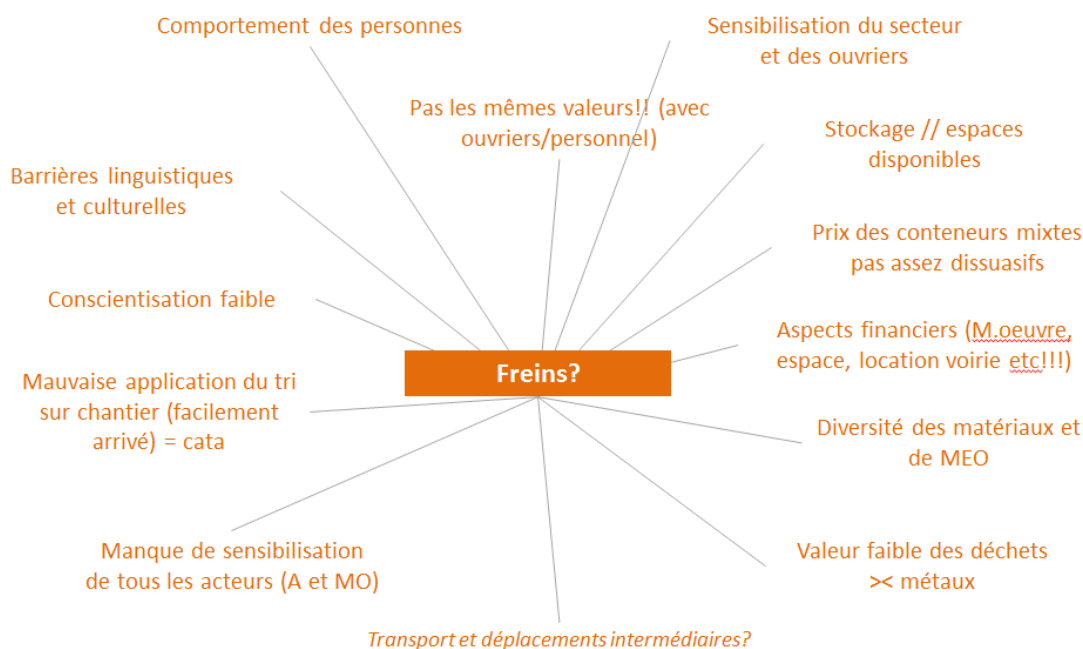 Comportement des personnes
Sensibilisation du secteur
et des ouvriers
Pas les mêmes valeurs!! (avec
ouvriers/personnel)
Stockage // espaces
disponibles
Barrières linguistiques
et culturelles
Prix des conteneurs mixtes
pas assez dissuasifs
Conscientisation faible
Aspects financiers (M.oeuvre,
espace, location voirie etc!!!)
Freins?
Mauvaise application du tri
sur chantier (facilement
arrivé) = cata
Diversité des matériaux et
de MEO
Manque de sensibilisation
de tous les acteurs (A et MO)
Valeur faible des déchets
>< métaux
Transport et déplacements intermédiaires?